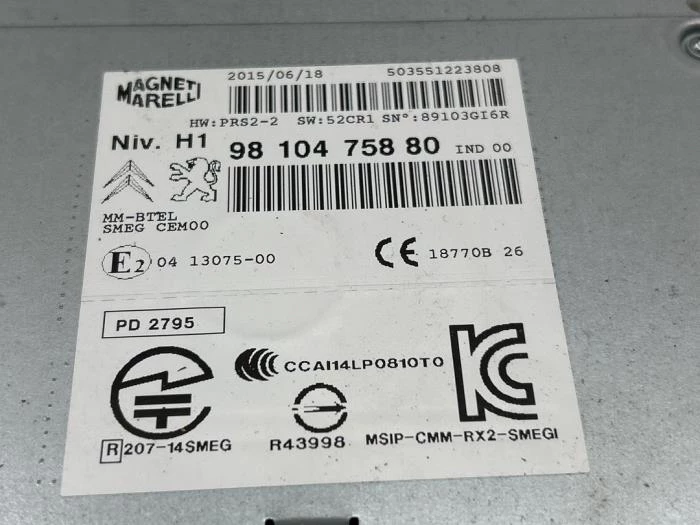 MAGNETI
MARELLI
2015/06/18 503551223808
HW:PRS2-2 SW:52CR1 SN°:89103GI6R
Niv. H1 98 104 758 80 IND 00
MM-BTEL
SMEG CEM00
E2 04 13075-00 CE 18770B 26
PD 2795
CCAI14LP0810T0
R 207-14SMEG R43998 MSIP-CMM-RX2-SMEGI